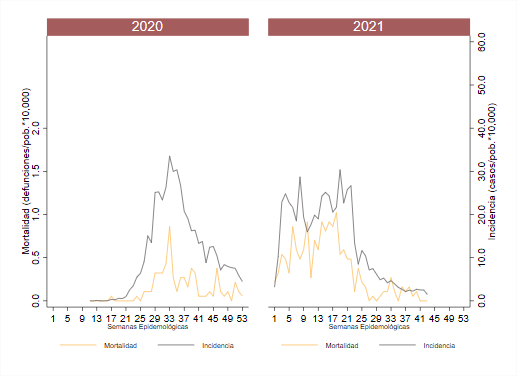 2020
2021
Mortalidad (defunciones/pob.*10,000)
0.0 0.5 1.0 1.5 2.0
Incidencia (casos/pob.*10,000)
0.0 10.0 20.0 30.0 40.0 50.0 60.0
1 5 9 13 17 21 25 29 33 37 41 45 49 53
1 5 9 13 17 21 25 29 33 37 41 45 49 53
Semanas Epidemiológicas
Semanas Epidemiológicas
Mortalidad Incidencia
Mortalidad Incidencia